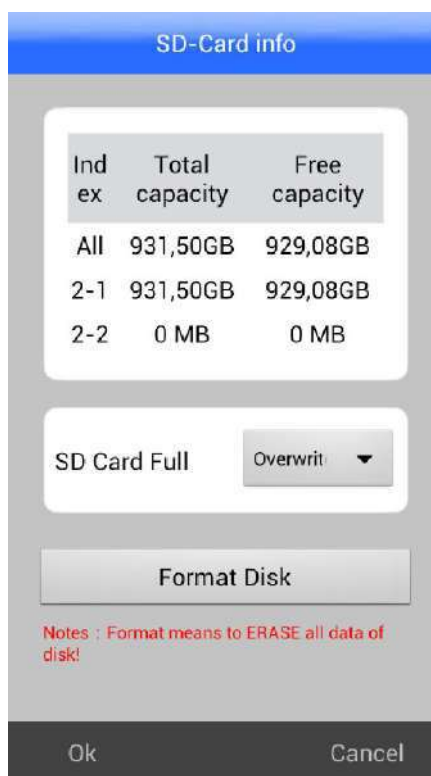 SD-Card info
Ind Total Free
ex capacity capacity
All 931,50GB 929,08GB
2-1 931,50GB 929,08GB
2-2 0 MB 0 MB
SD Card Full Overwrit
Format Disk
Notes : Format means to ERASE all data of
disk!
Ok Cancel